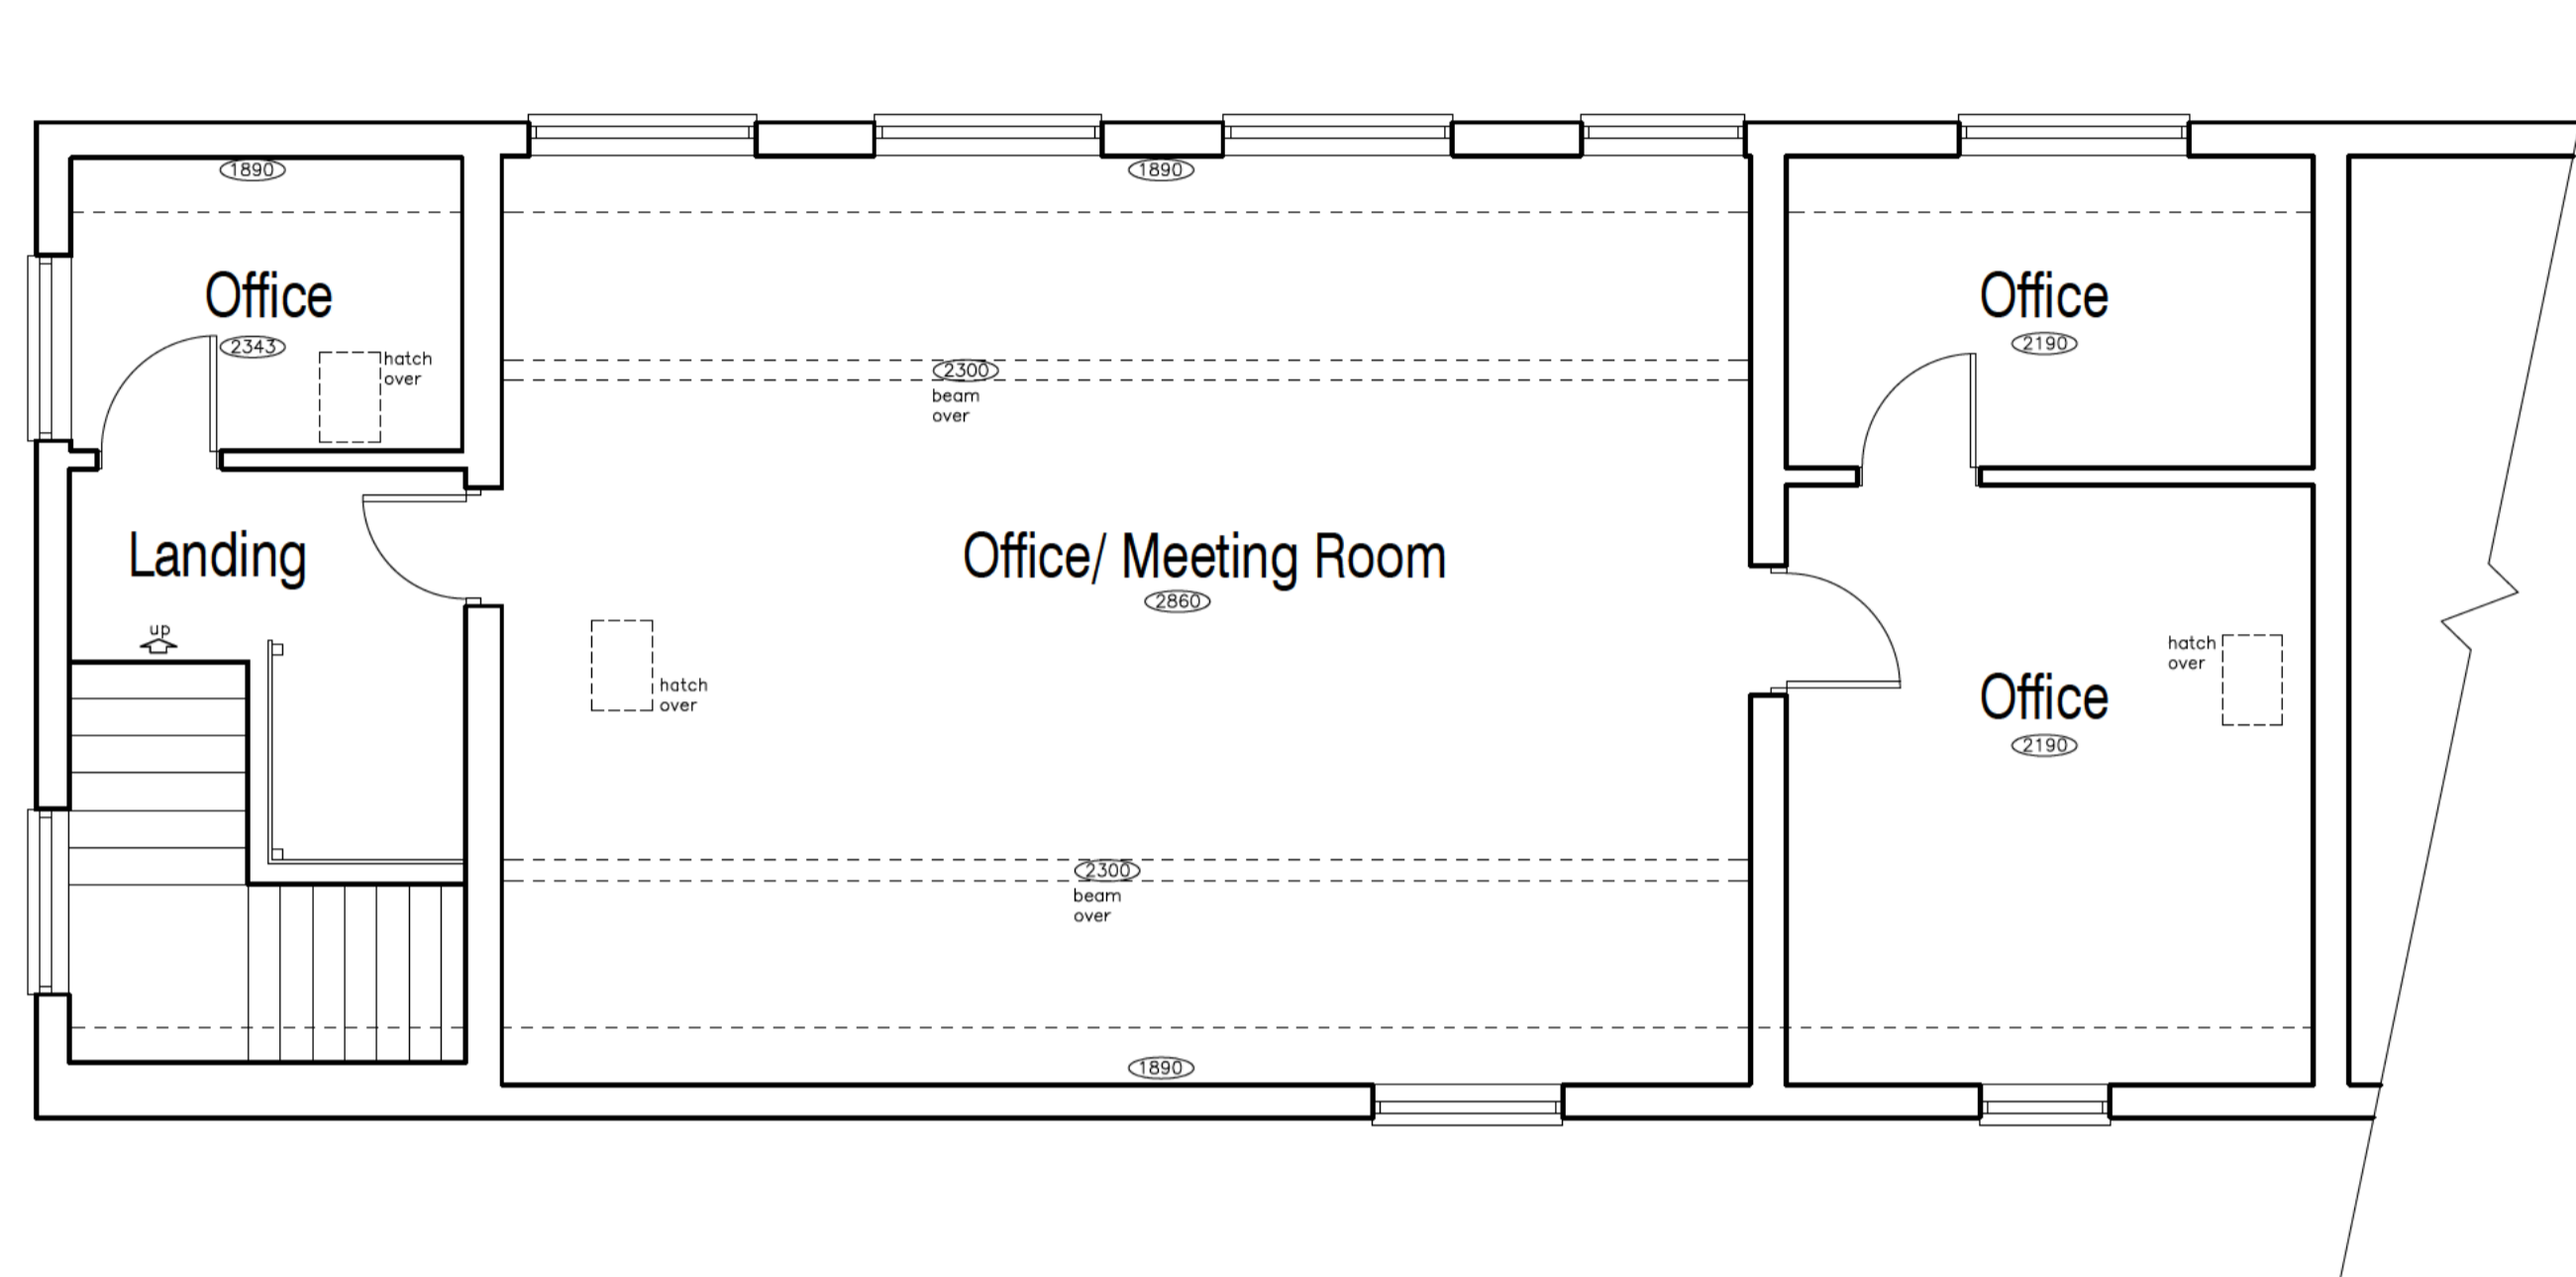 1890
1890
Office
2343
hatch
over
2300
beam
over
Office
2190
Landing
up
Office/ Meeting Room
2860
hatch
over
hatch
over
Office
2190
2300
beam
over
1890